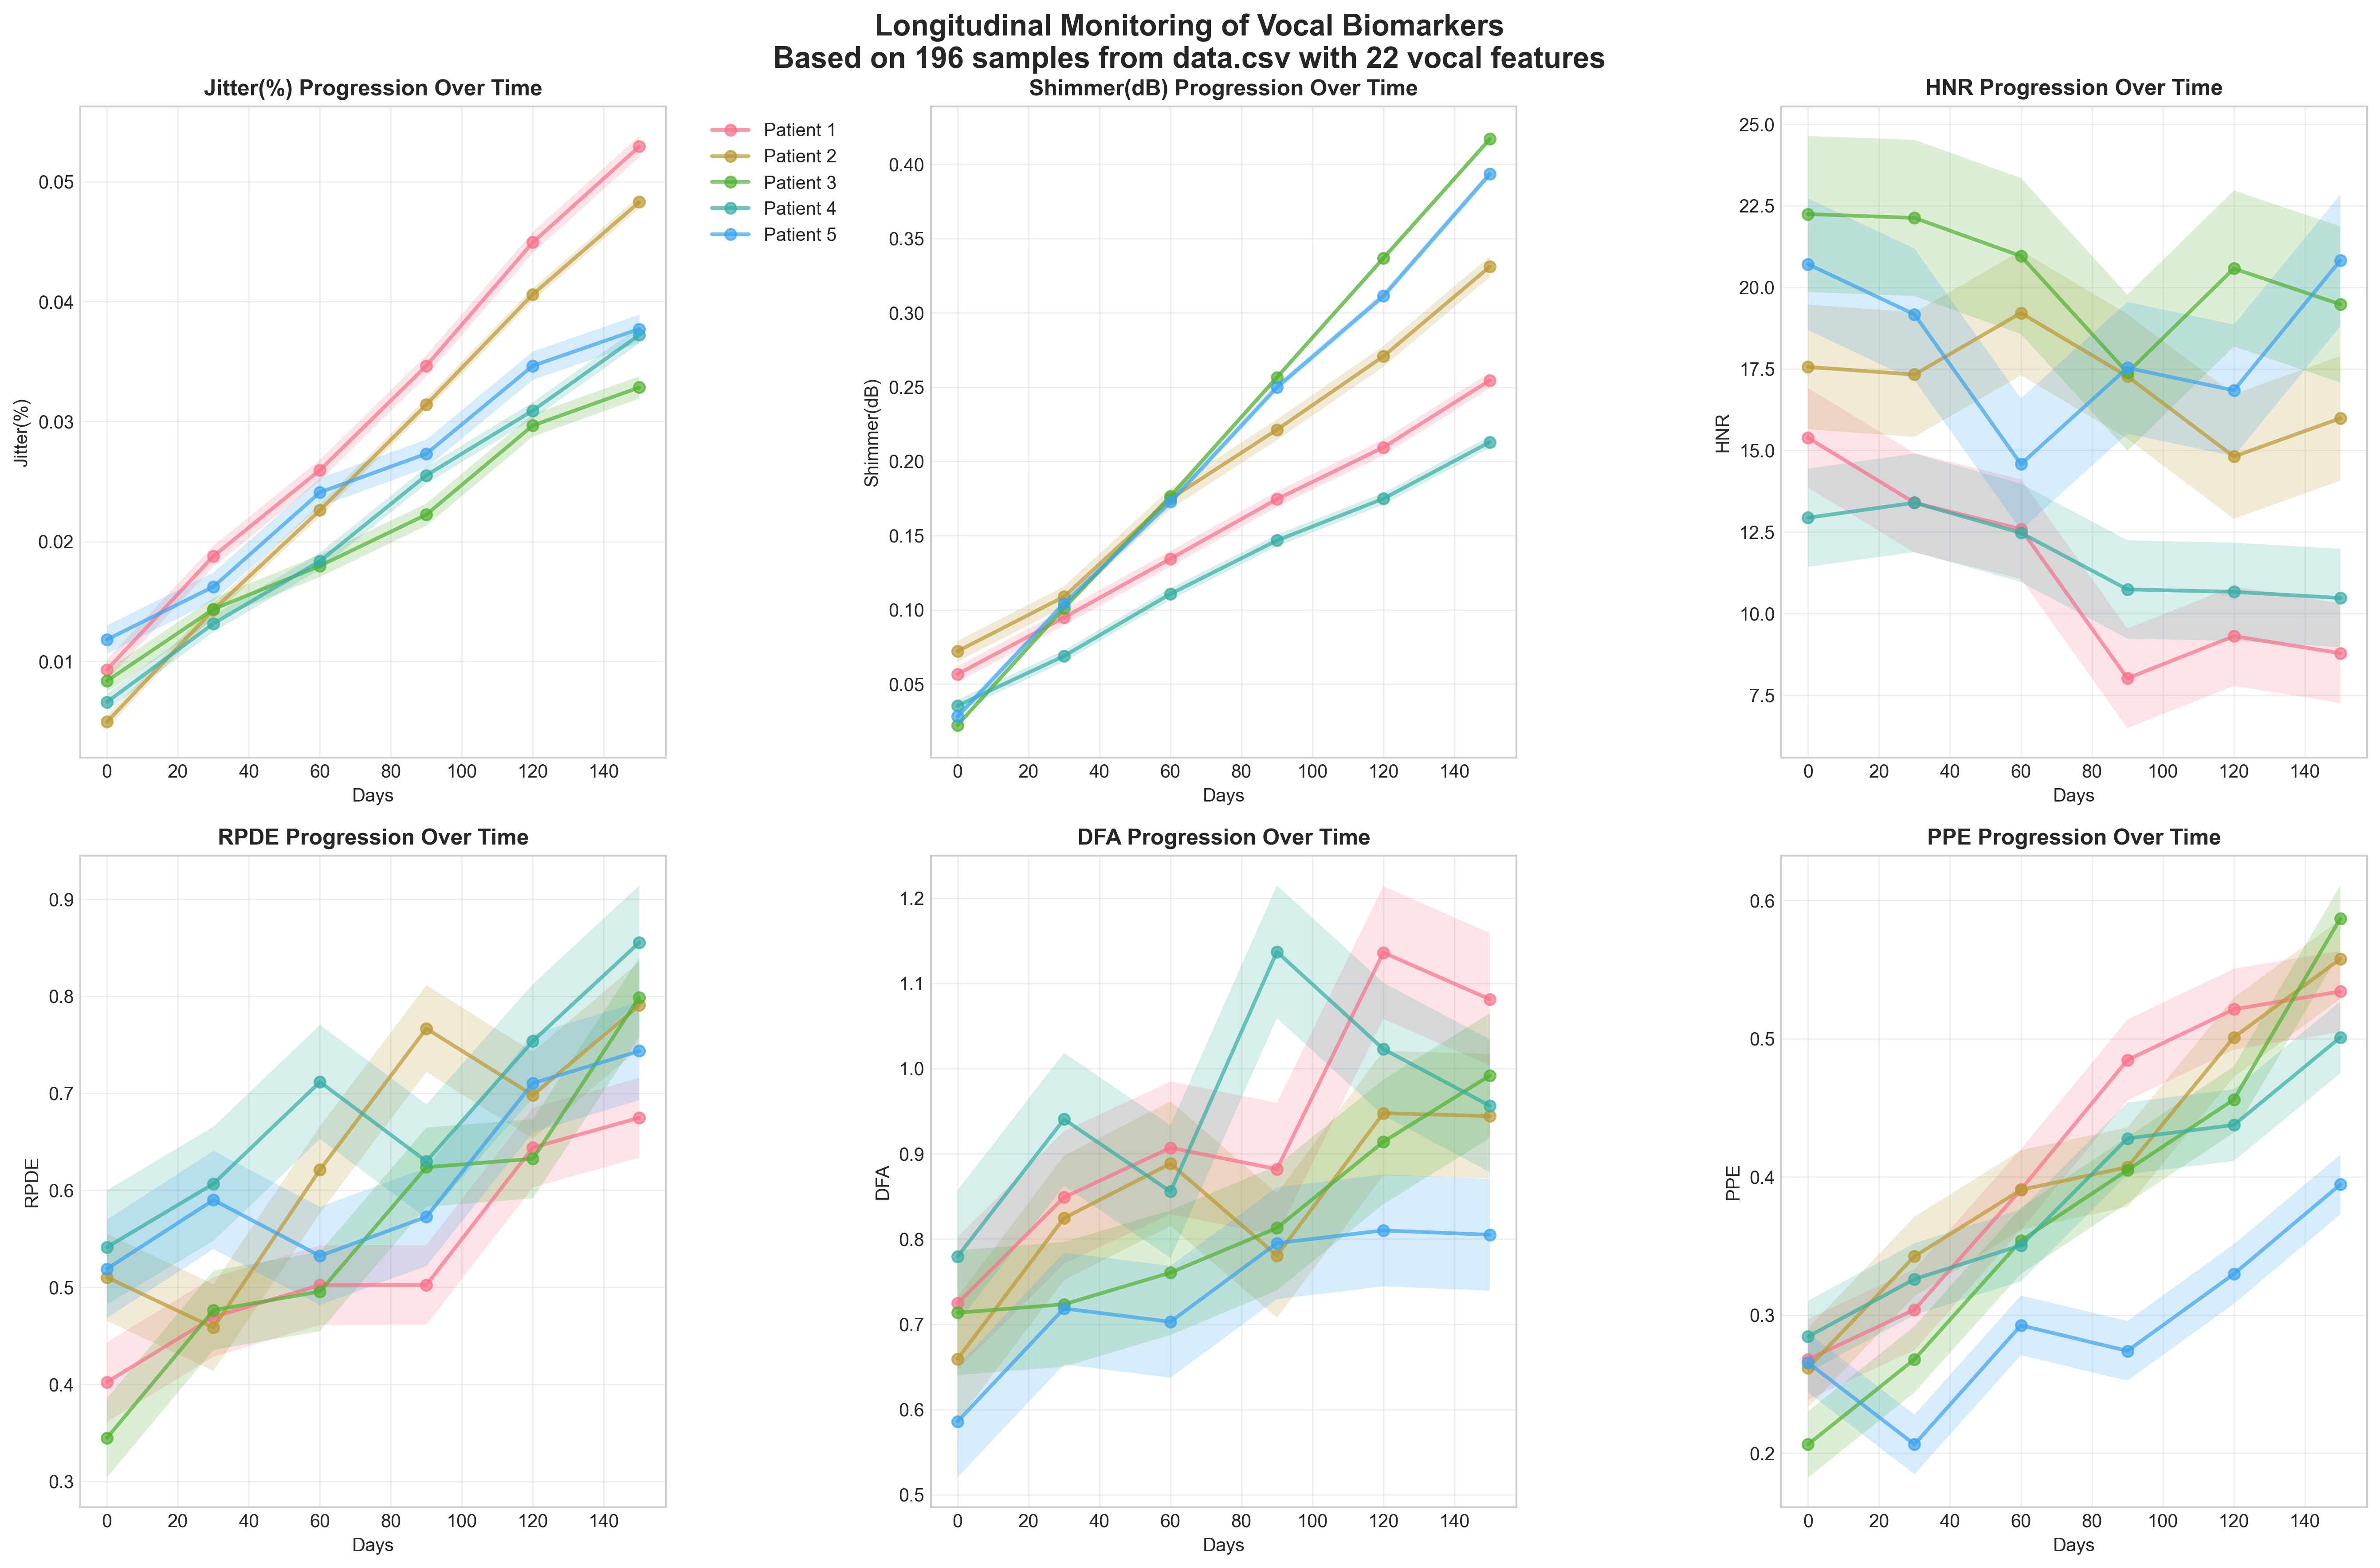 Longitudinal Monitoring of Vocal Biomarkers
Based on 196 samples from data.csv with 22 vocal features
Jitter(%) Progression Over Time
Jitter(%)
0.05
0.04
0.03
0.02
0.01
0 20 40 60 80 100 120 140
Days
Patient 1
Patient 2
Patient 3
Patient 4
Patient 5
Shimmer(dB) Progression Over Time
Shimmer(dB)
0.40
0.35
0.30
0.25
0.20
0.15
0.10
0.05
0 20 40 60 80 100 120 140
Days
HNR Progression Over Time
HNR
25.0
22.5
20.0
17.5
15.0
12.5
10.0
7.5
0 20 40 60 80 100 120 140
Days
RPDE Progression Over Time
RPDE
0.9
0.8
0.7
0.6
0.5
0.4
0.3
0 20 40 60 80 100 120 140
Days
DFA Progression Over Time
DFA
1.2
1.1
1.0
0.9
0.8
0.7
0.6
0.5
0 20 40 60 80 100 120 140
Days
PPE Progression Over Time
PPE
0.6
0.5
0.4
0.3
0.2
0 20 40 60 80 100 120 140
Days